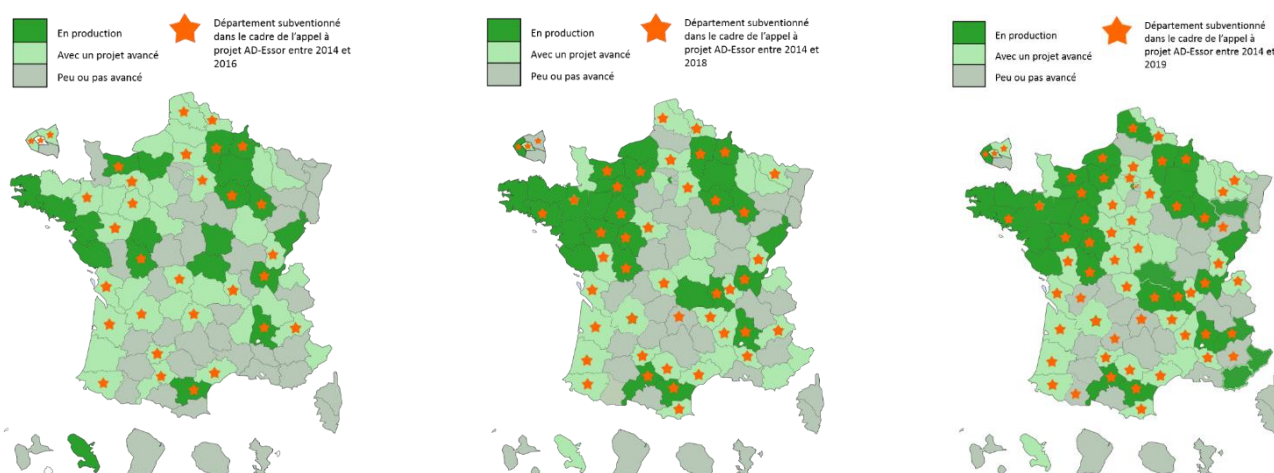 En production
Avec un projet avancé
Peu ou pas avancé
Département subventionné
dans le cadre de l'appel à
projet AD-Essor entre 2014 et
2016
En production
Avec un projet avancé
Peu ou pas avancé
Département subventionné
dans le cadre de l'appel à
projet AD-Essor entre 2014 et
2018
En production
Avec un projet avancé
Peu ou pas avancé
Département subventionné
dans le cadre de l'appel à
projet AD-Essor entre 2014 et
2019